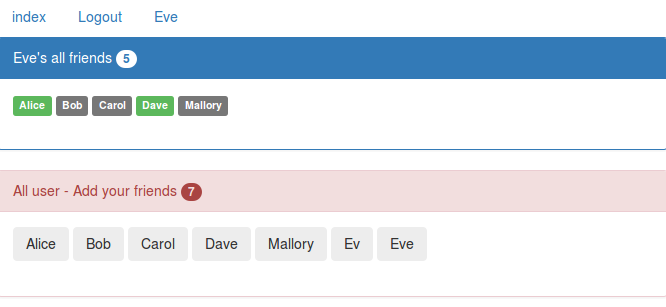 index Logout Eve
Eve's all friends 5
Alice Bob Carol Dave Mallory
All user - Add your friends 7
Alice Bob Carol Dave Mallory Ev Eve